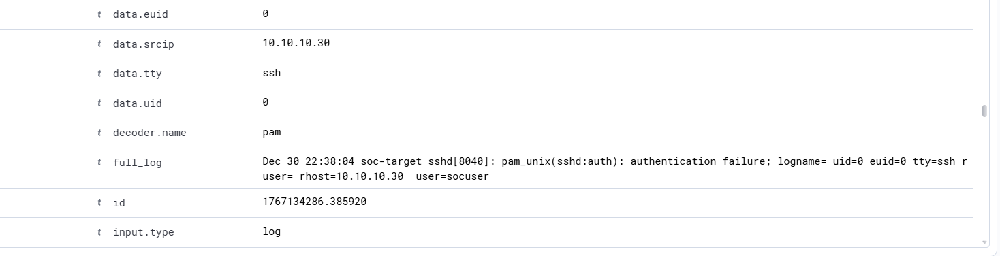 t data.euid 0
t data.srcip 10.10.10.30
t data.tty ssh
t data.uid 0
t decoder.name pam
t full_log Dec 30 22:38:04 soc-target sshd[8040]: pam_unix(sshd:auth): authentication failure; logname= uid=0 euid=0 tty=ssh r
user= rhost=10.10.10.30  user=socuser
t id 1767134286.385920
t input.type log